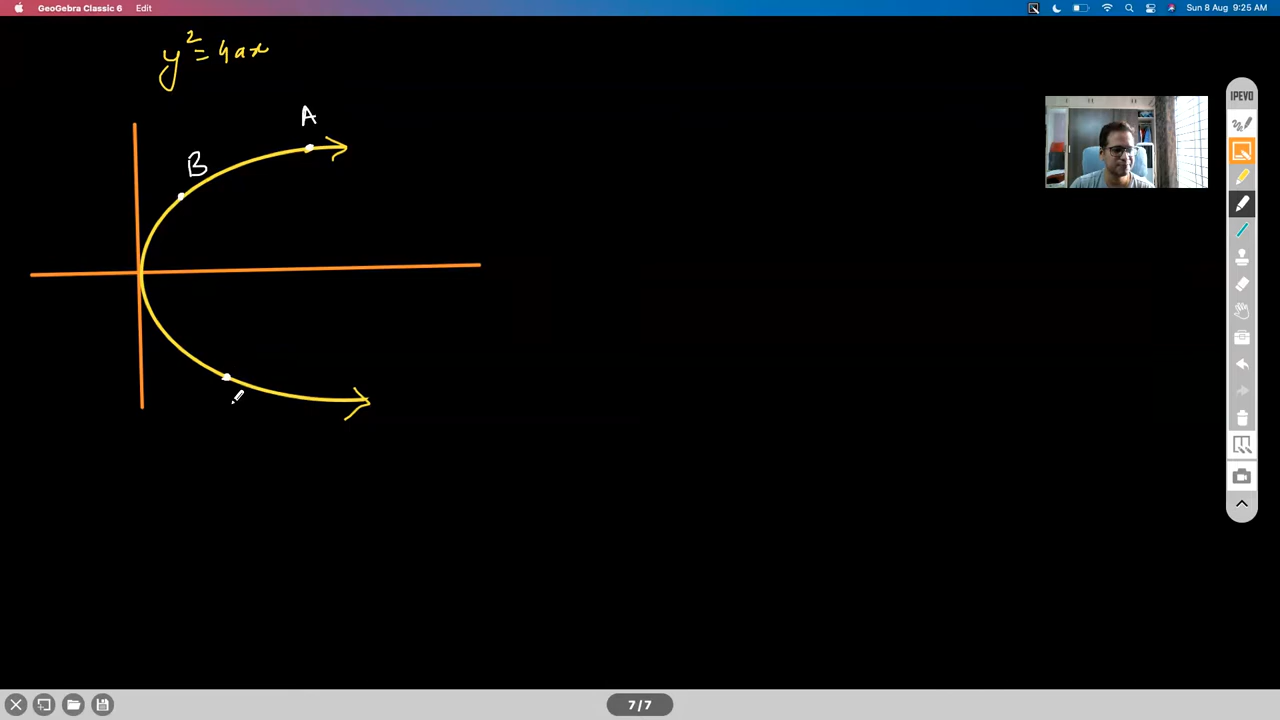 GeoGebra Classic 6 Edit Sun 8 Aug 9:25 AM
y² = 4ax
IPEVO
A
B
7/7